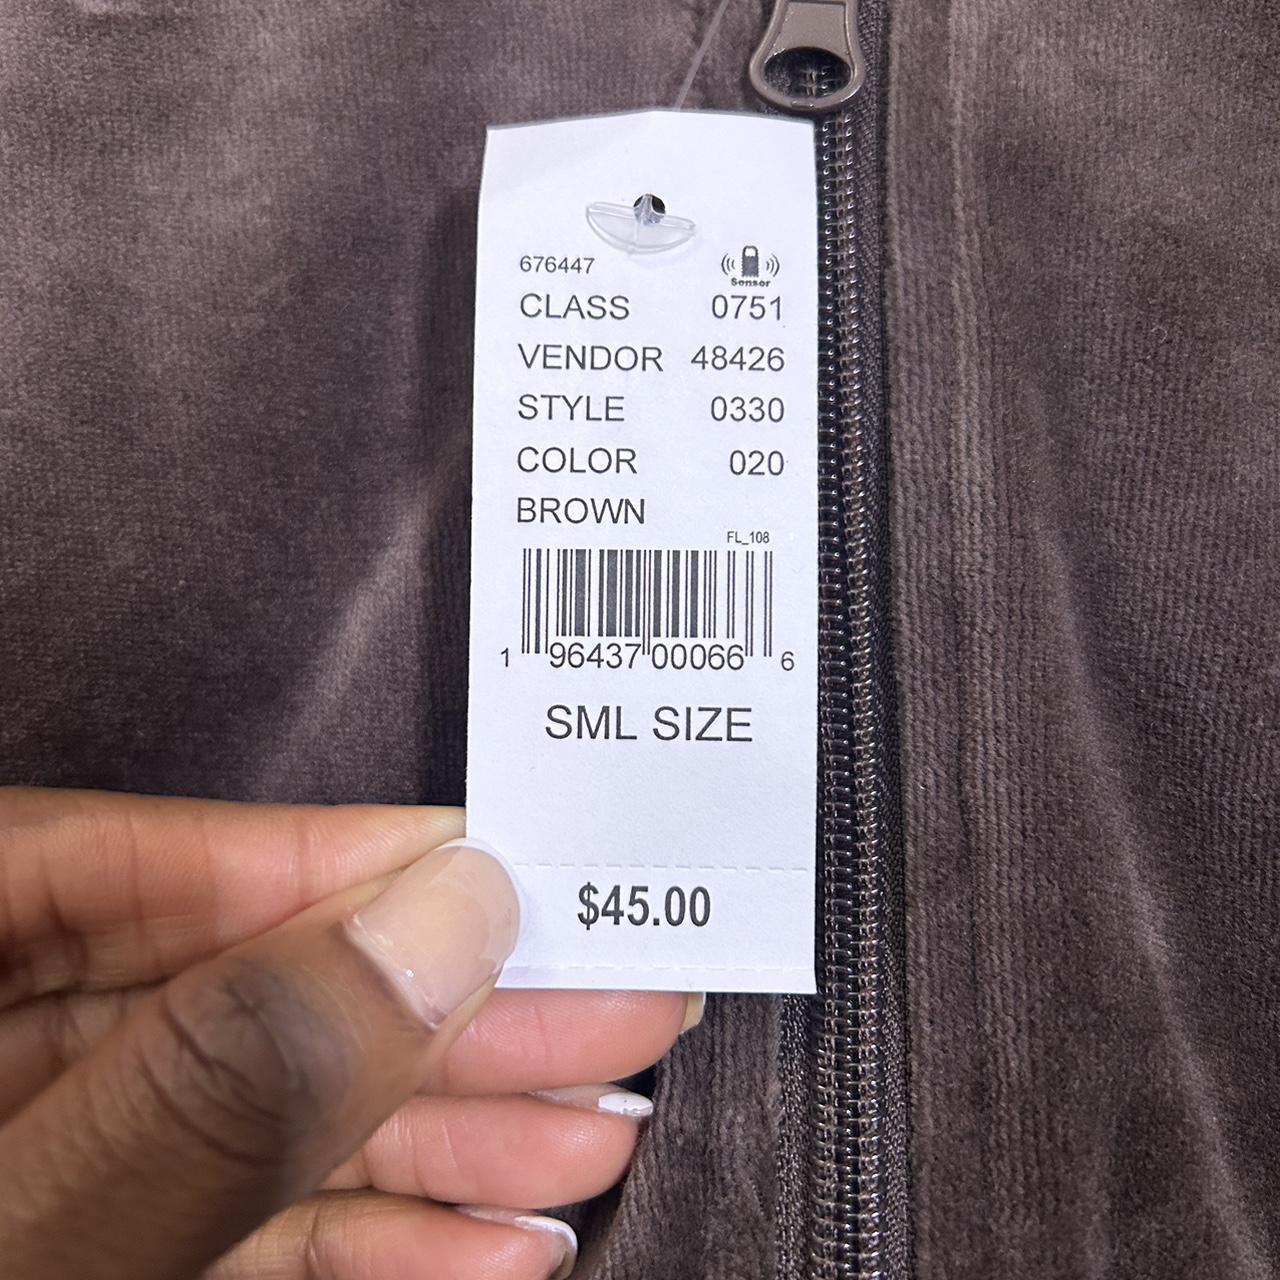 676447
Sensor
CLASS 0751
VENDOR 48426
STYLE 0330
COLOR 020
BROWN
FL_108
1 96437 00066 6
SML SIZE
$45.00